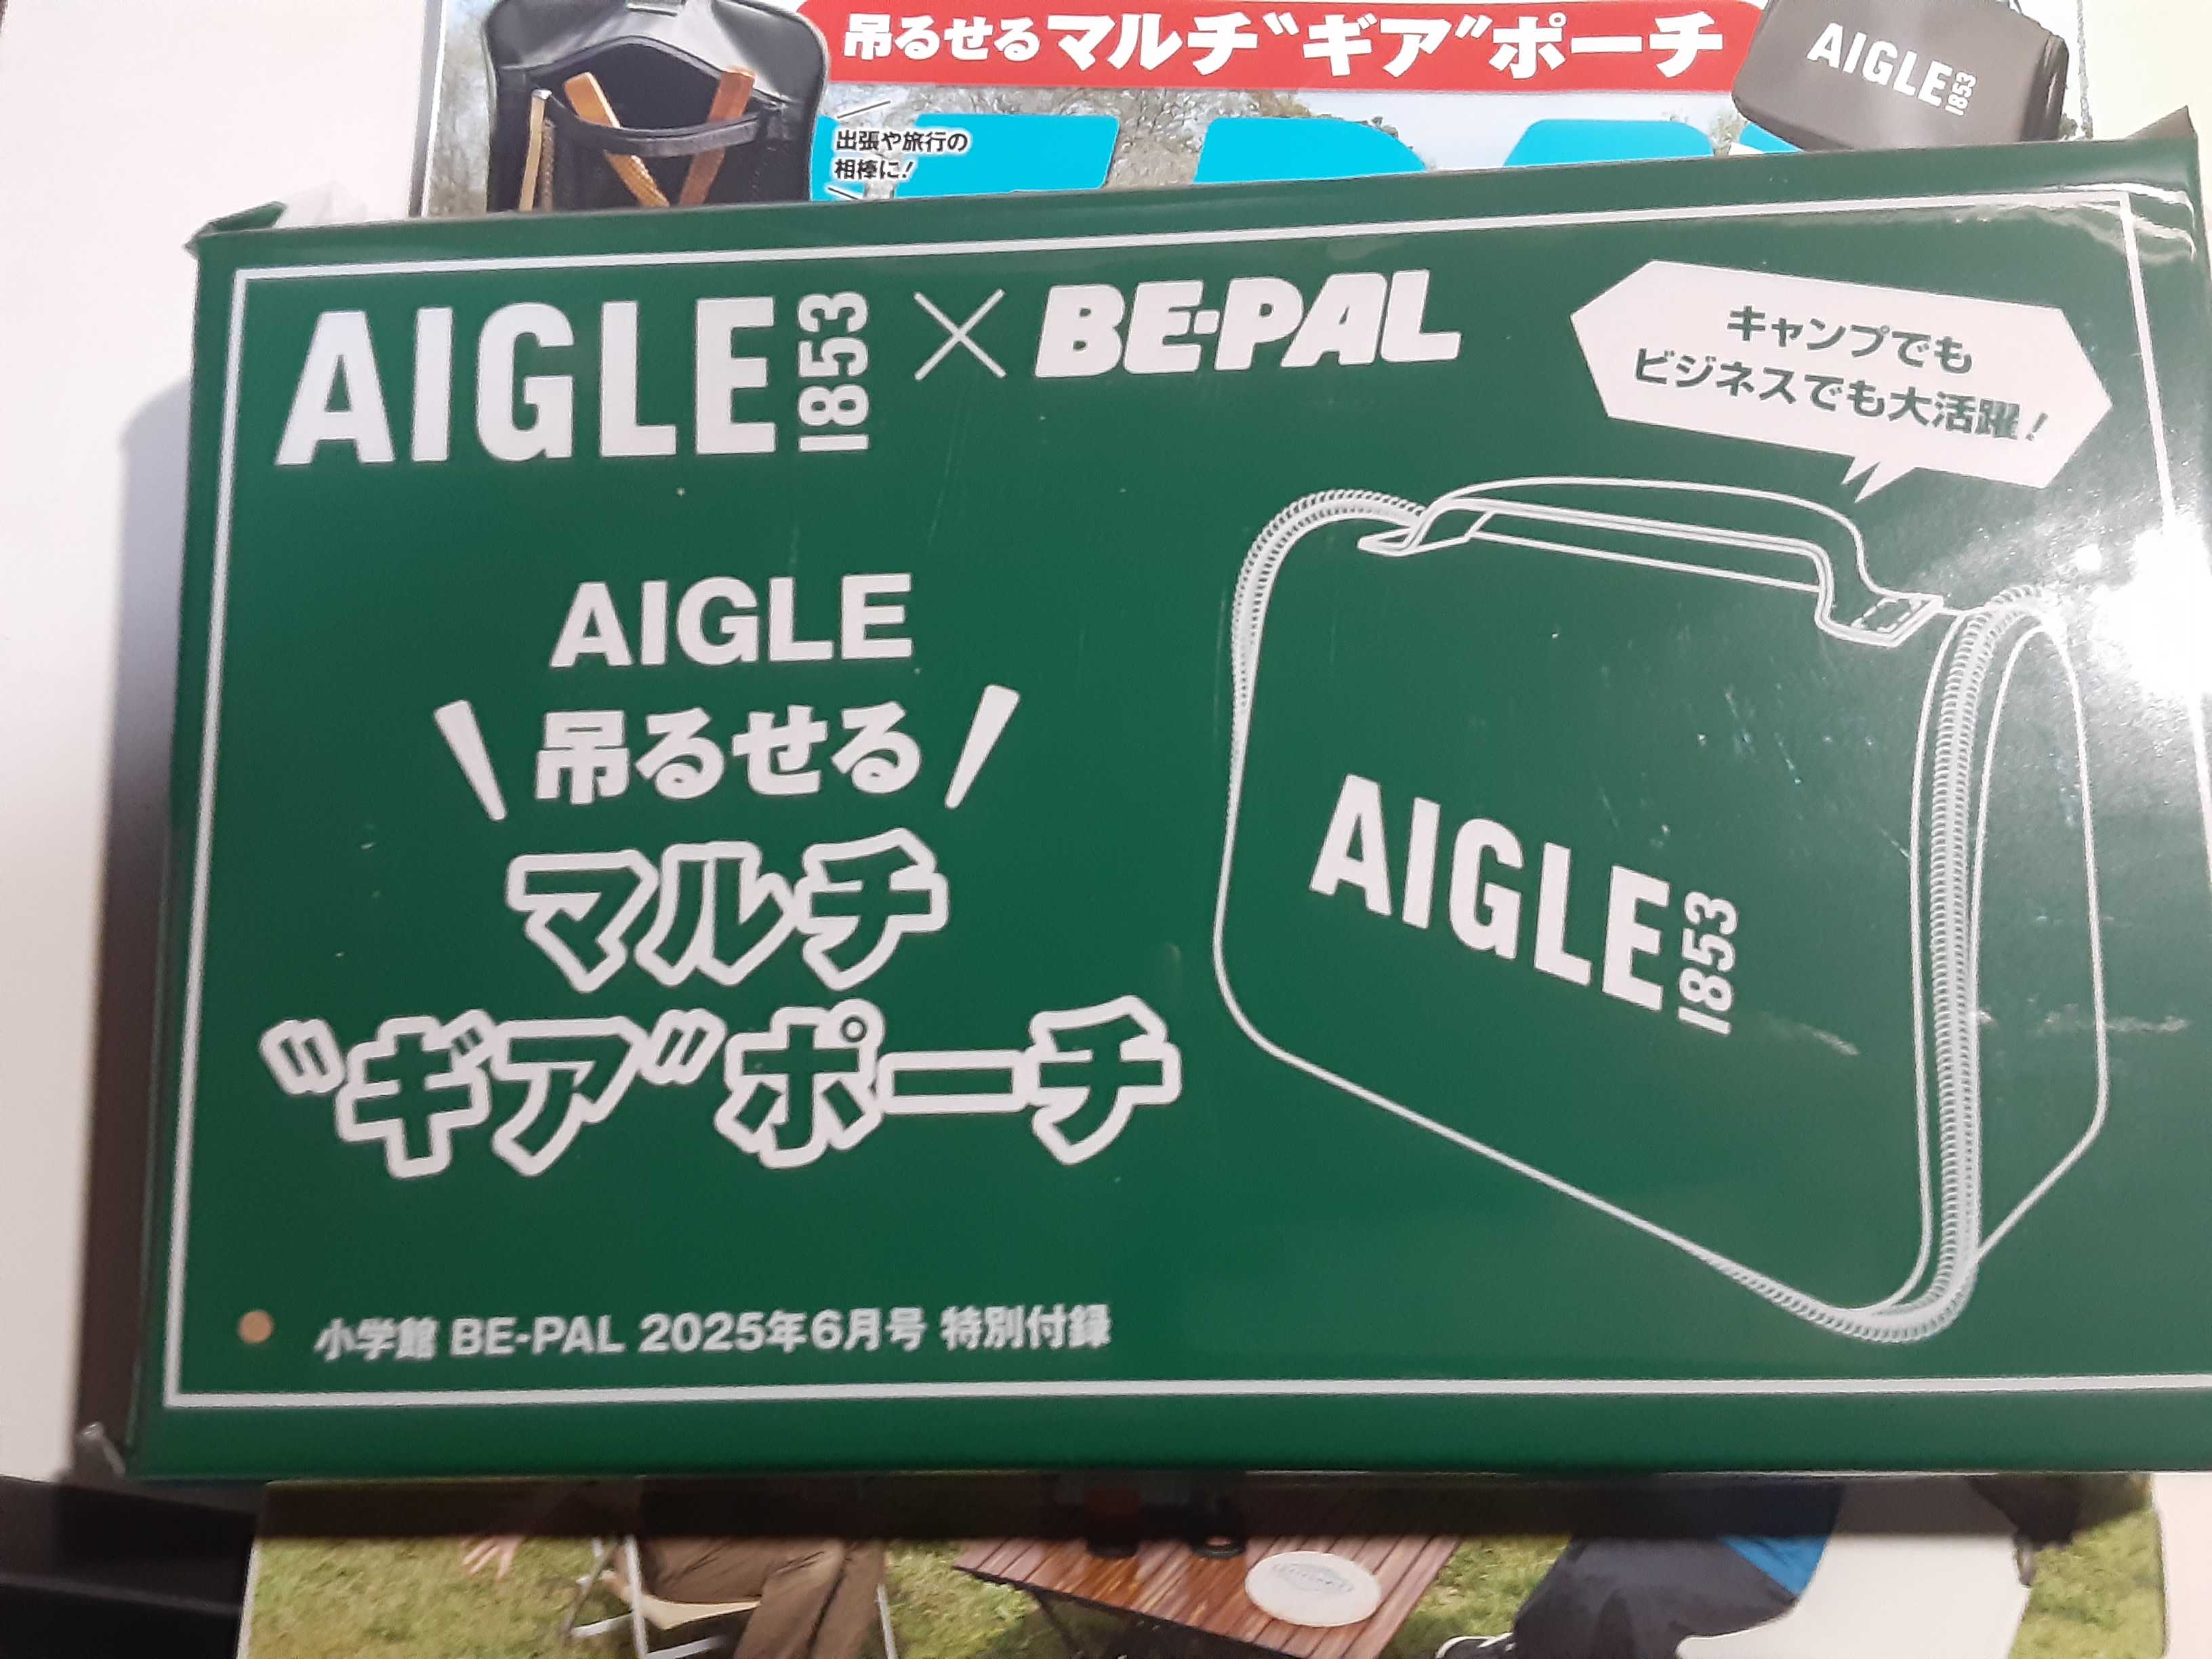 吊るせるマルチ“ギア”ポーチ
AIGLE 1853
出張や旅行の
相棒に!
AIGLE 1853 × BE-PAL
キャンプでも
ビジネスでも大活躍!
AIGLE
吊るせる
マルチ
“ギア”ポーチ
AIGLE 1853
小学館 BE-PAL 2025年6月号 特別付録